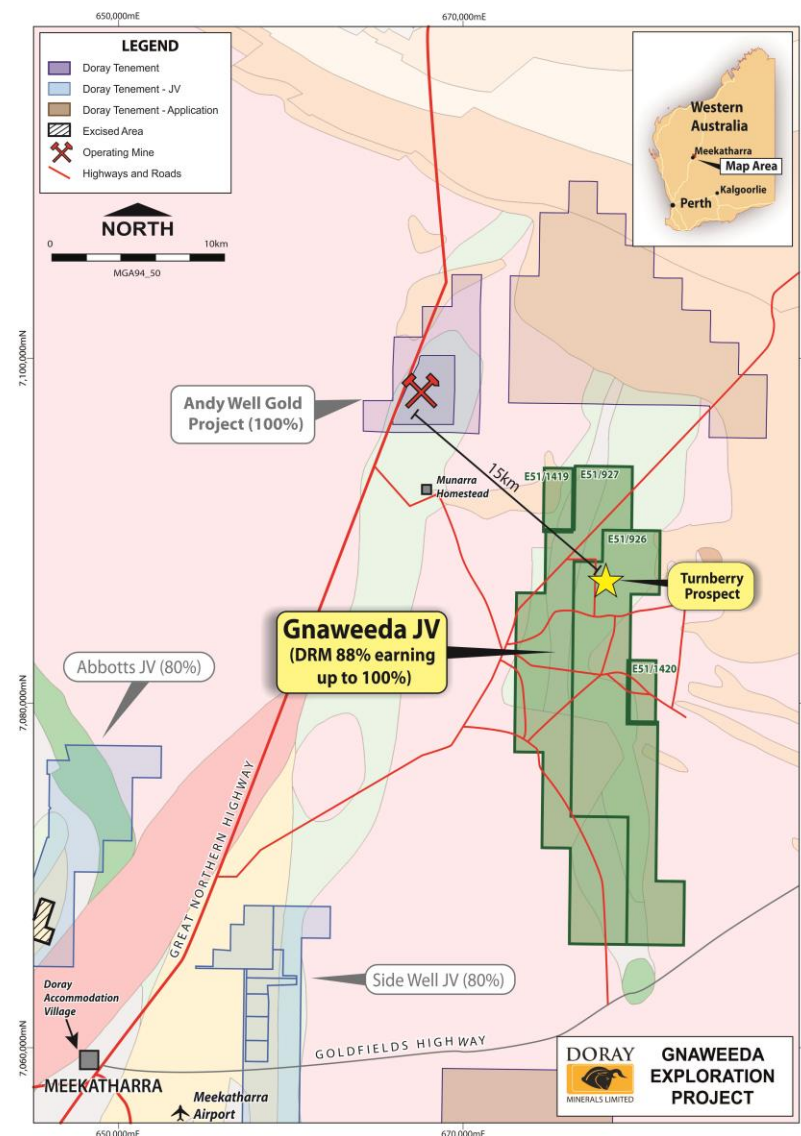 650,000mE
670,000mE
LEGEND
Doray Tenement
Doray Tenement - JV
Doray Tenement - Application
Excised Area
Operating Mine
Highways and Roads
NORTH
0
10km
MGA94_50
Western
Australia
Meekatharra
Map Area
Kalgoorlie
Perth
7,100,000mN
Andy Well Gold
Project (100%)
15km
Munarra
Homestead
E51/1419
E51/927
E51/926
Turnberry
Prospect
Gnaweeda JV
(DRM 88% earning
up to 100%)
Abbotts JV (80%)
E51/1420
7,080,000mN
GREAT NORTHERN HIGHWAY
Side Well JV (80%)
Doray
Accommodation
Village
GOLDFIELDS HIGHWAY
7,060,000mN
MEEKATHARRA
Meekatharra
Airport
DORAY
MINERALS LIMITED
GNAWEEDA
EXPLORATION
PROJECT
650,000mE
670,000mE